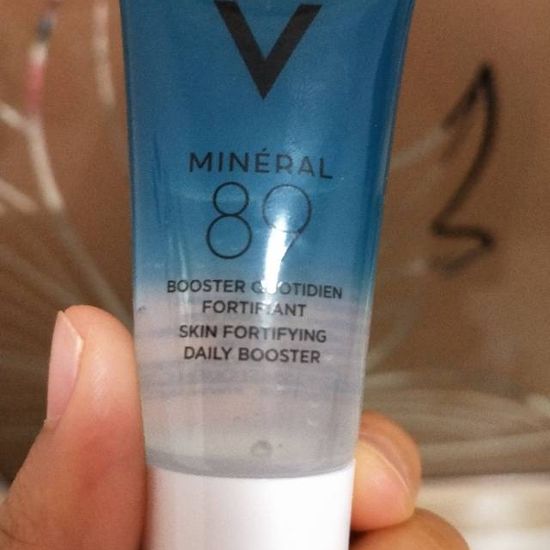 V
MINÉRAL
89
BOOSTER QUOTIDIEN
FORTIFIANT
SKIN FORTIFYING
DAILY BOOSTER